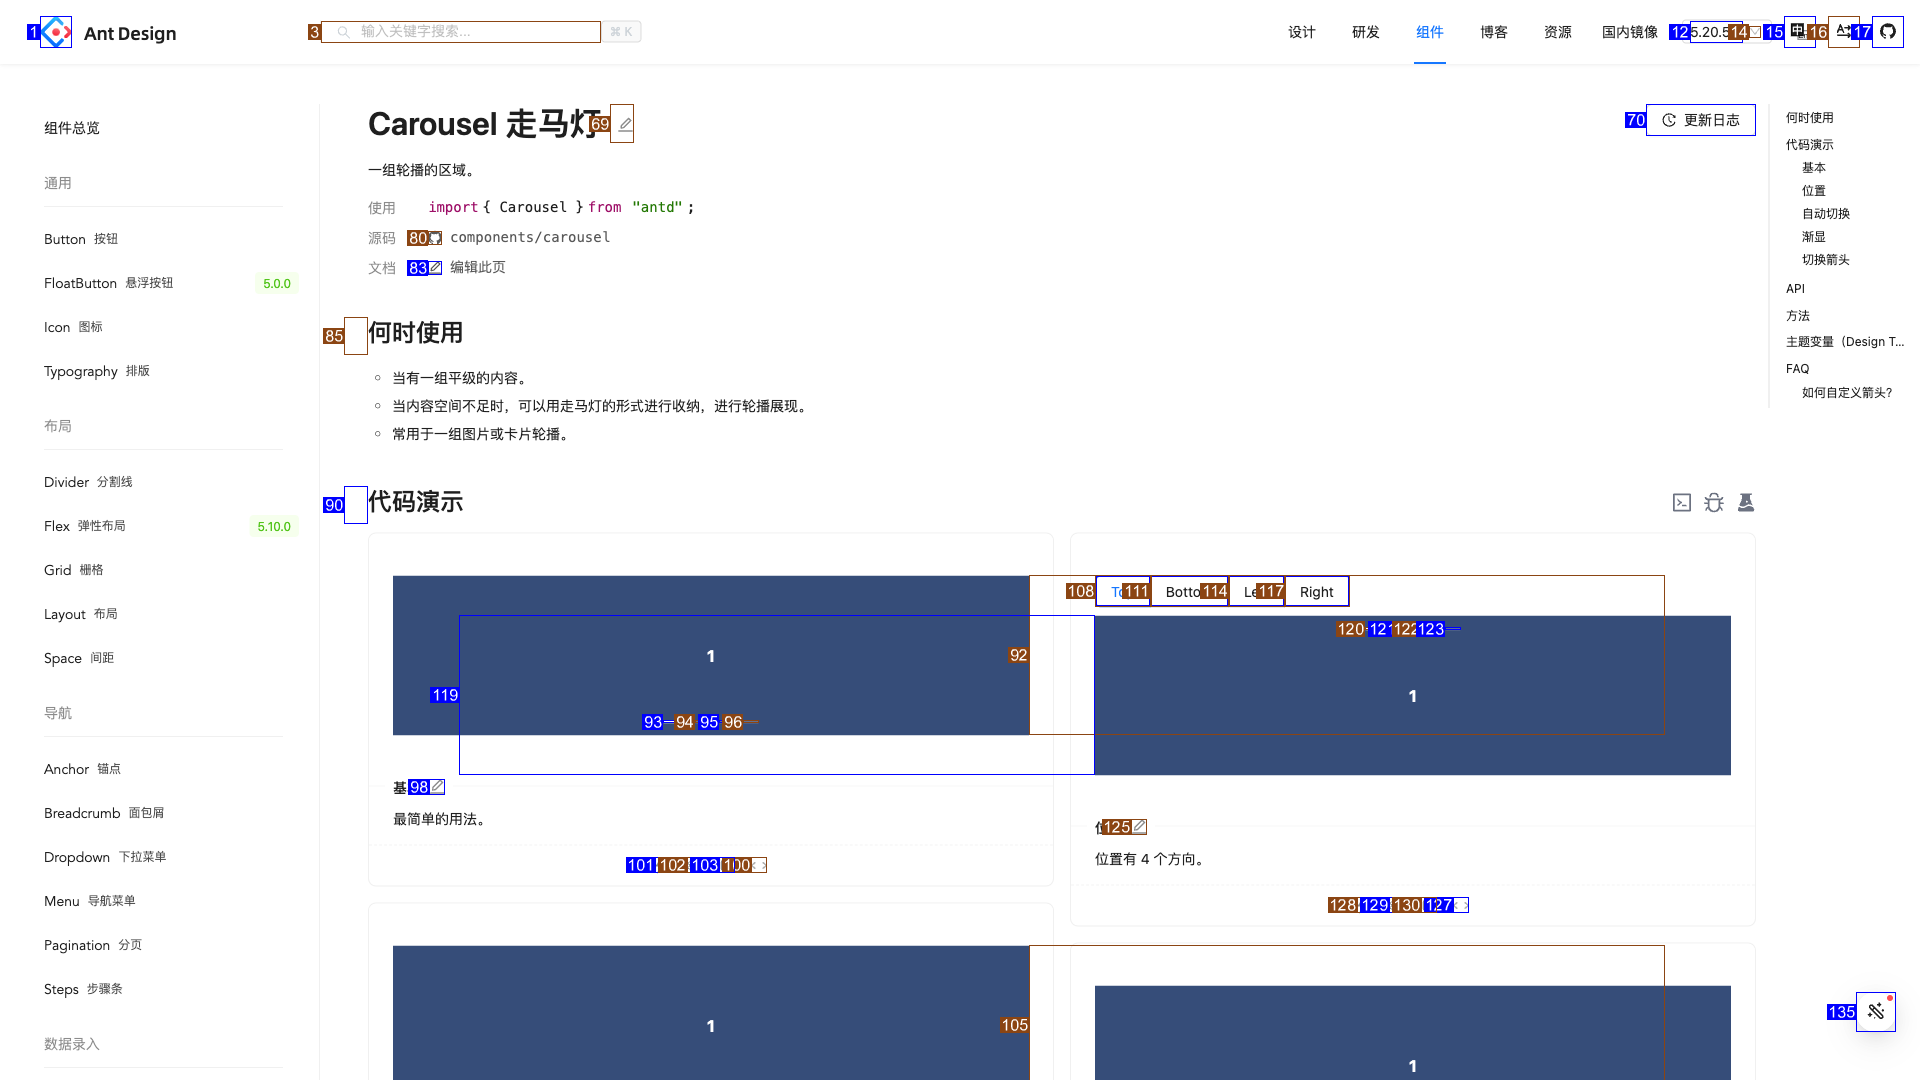 1
Ant Design
3
输入关键字搜索...
⌘ K
设计
研发
组件
博客
资源
国内镜像
12
5.20.5
14
15
中
16
17
组件总览
通用
Button 按钮
FloatButton 悬浮按钮 5.0.0
Icon 图标
Typography 排版
布局
Divider 分割线
Flex 弹性布局 5.10.0
Grid 栅格
Layout 布局
Space 间距
导航
Anchor 锚点
Breadcrumb 面包屑
Dropdown 下拉菜单
Menu 导航菜单
Pagination 分页
Steps 步骤条
数据录入
Carousel 走马灯
69
70
更新日志
一组轮播的区域。
使用 import { Carousel } from "antd";
源码 80 components/carousel
文档 83 编辑此页
85
何时使用
当有一组平级的内容。
当内容空间不足时，可以用走马灯的形式进行收纳，进行轮播展现。
常用于一组图片或卡片轮播。
90
代码演示
1
92
119
93 94 95 96
98
最简单的用法。
101 102 103 100
108 111 114 117 Right
120 121 122 123
1
125
位置有 4 个方向。
128 129 130 127
1
105
1
何时使用
代码演示
基本
位置
自动切换
渐显
切换箭头
API
方法
主题变量（Design T...
FAQ
如何自定义箭头?
135